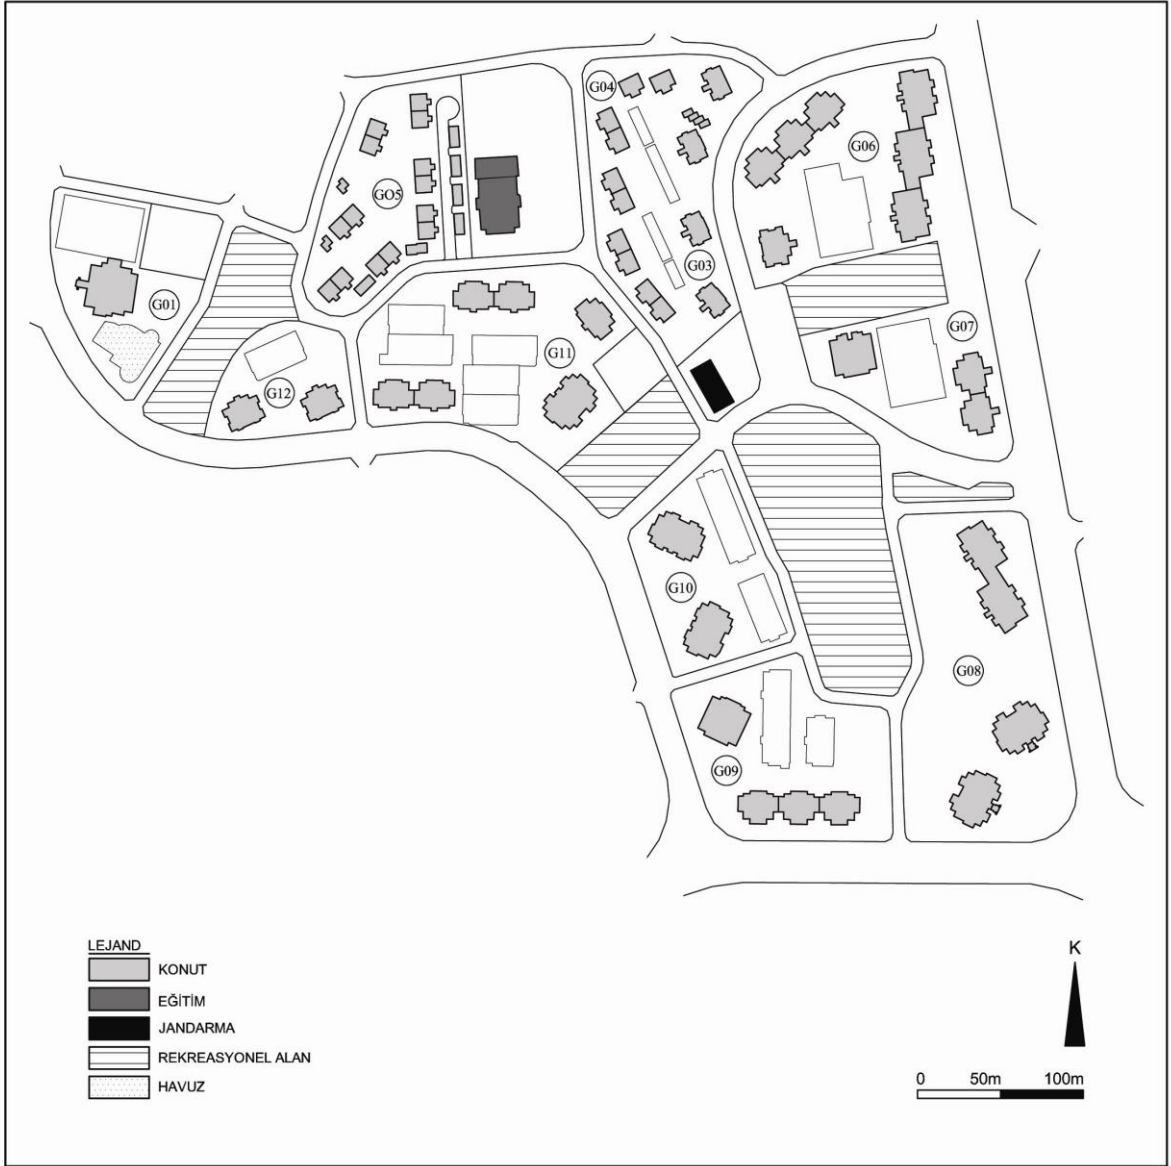 G04
G06
GO5
G03
G01
G07
G11
G12
G10
G08
G09
LEJAND
KONUT
EĞİTİM
JANDARMA
REKREASYONEL ALAN
HAVUZ
K
0 50m 100m